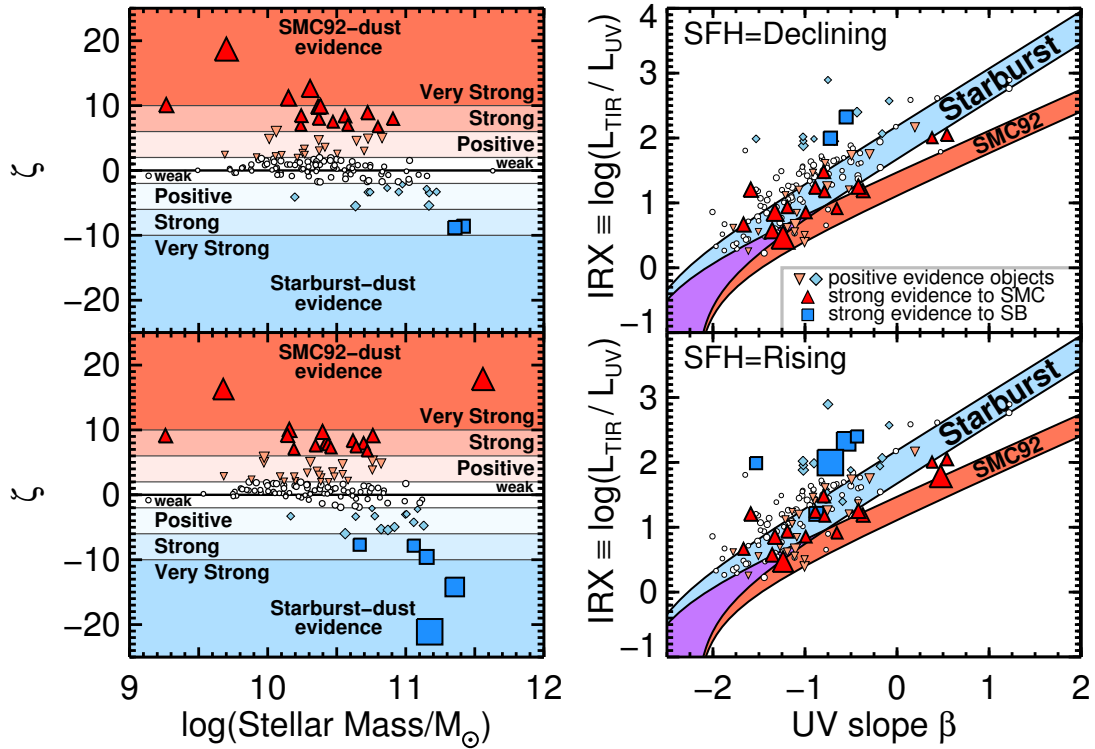 20
10
0
−10
−20
ζ
SMC92−dust
evidence
Very Strong
Strong
Positive
weak
weak
Positive
Strong
Very Strong
Starburst−dust
evidence
20
10
0
−10
−20
ζ
SMC92−dust
evidence
Very Strong
Strong
Positive
weak
weak
Positive
Strong
Very Strong
Starburst−dust
evidence
9 10 11 12
log(Stellar Mass/M⊙)
SFH=Declining
Starburst
SMC92
4
3
2
1
0
−1
IRX ≡ log(L_TIR / L_UV)
positive evidence objects
strong evidence to SMC
strong evidence to SB
SFH=Rising
Starburst
SMC92
3
2
1
0
−1
IRX ≡ log(L_TIR / L_UV)
−2 −1 0 1 2
UV slope β